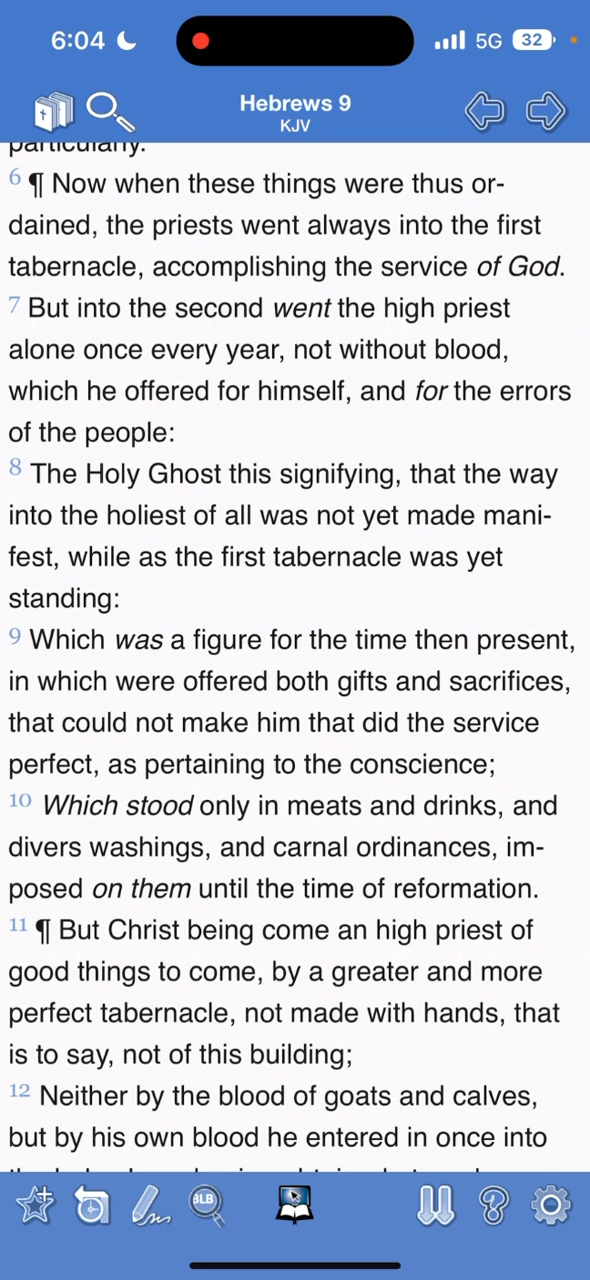 6:04
5G
32
Hebrews 9
KJV
particularly.
6 ¶ Now when these things were thus or-
dained, the priests went always into the first
tabernacle, accomplishing the service of God.
7 But into the second went the high priest
alone once every year, not without blood,
which he offered for himself, and for the errors
of the people:
8 The Holy Ghost this signifying, that the way
into the holiest of all was not yet made mani-
fest, while as the first tabernacle was yet
standing:
9 Which was a figure for the time then present,
in which were offered both gifts and sacrifices,
that could not make him that did the service
perfect, as pertaining to the conscience;
10 Which stood only in meats and drinks, and
divers washings, and carnal ordinances, im-
posed on them until the time of reformation.
11 ¶ But Christ being come an high priest of
good things to come, by a greater and more
perfect tabernacle, not made with hands, that
is to say, not of this building;
12 Neither by the blood of goats and calves,
but by his own blood he entered in once into
BLB